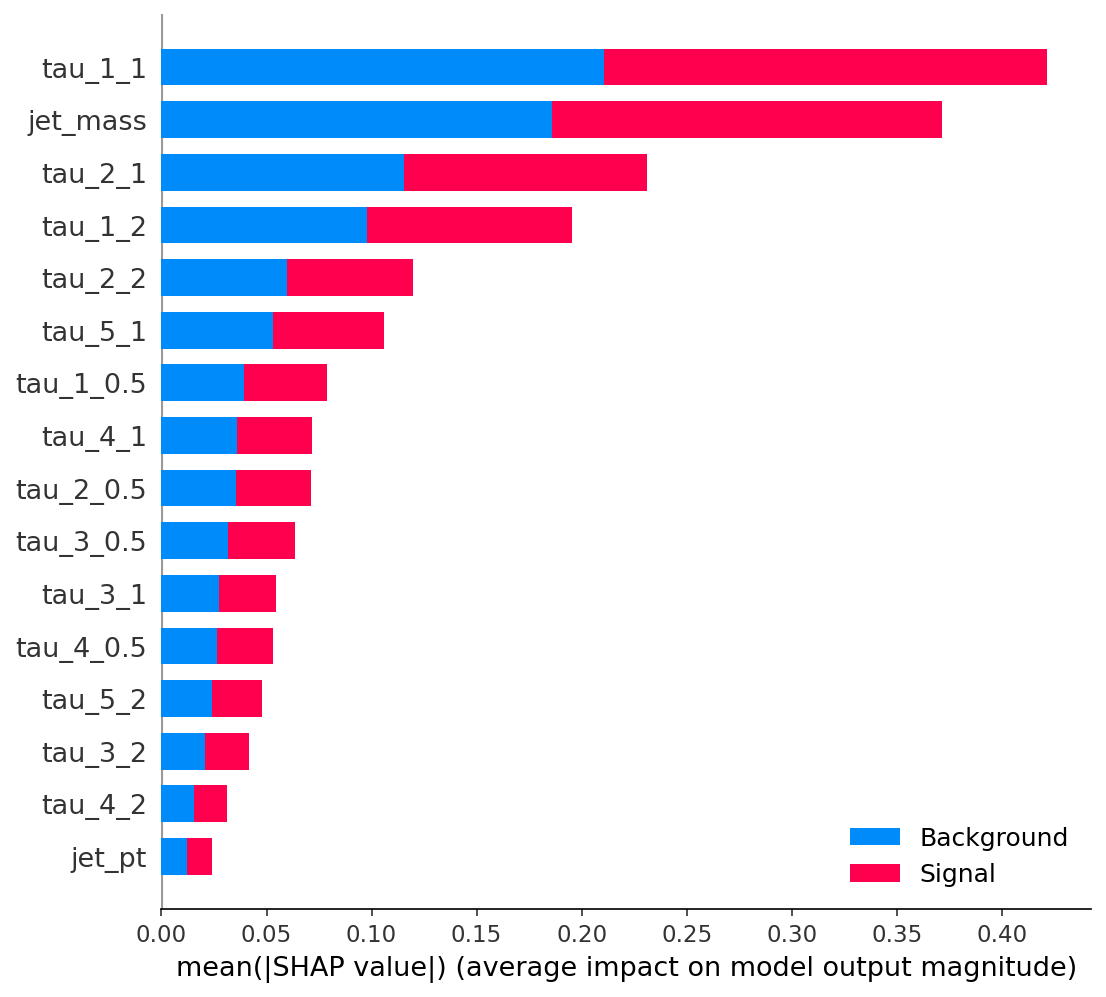 tau_1_1
jet_mass
tau_2_1
tau_1_2
tau_2_2
tau_5_1
tau_1_0.5
tau_4_1
tau_2_0.5
tau_3_0.5
tau_3_1
tau_4_0.5
tau_5_2
tau_3_2
tau_4_2
jet_pt
Background
Signal
0.00 0.05 0.10 0.15 0.20 0.25 0.30 0.35 0.40
mean(|SHAP value|) (average impact on model output magnitude)